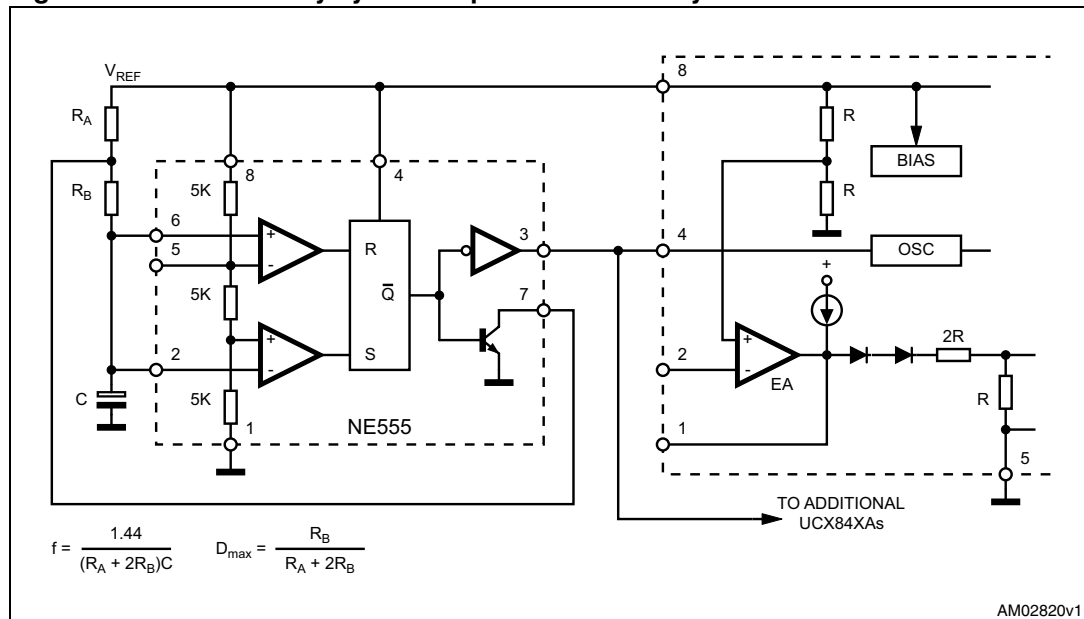 V_REF
8
R_A
R
BIAS
8
4
R_B
5K
R
6
5
+
-
R
3
4
OSC
5K
Q̅
7
+
2
+
-
S
2
+
-
EA
2R
C
5K
R
NE555
1
1
5
TO ADDITIONAL
UCX84XAs
f = 1.44 / (R_A + 2R_B)C
D_max = R_B / R_A + 2R_B
AM02820v1